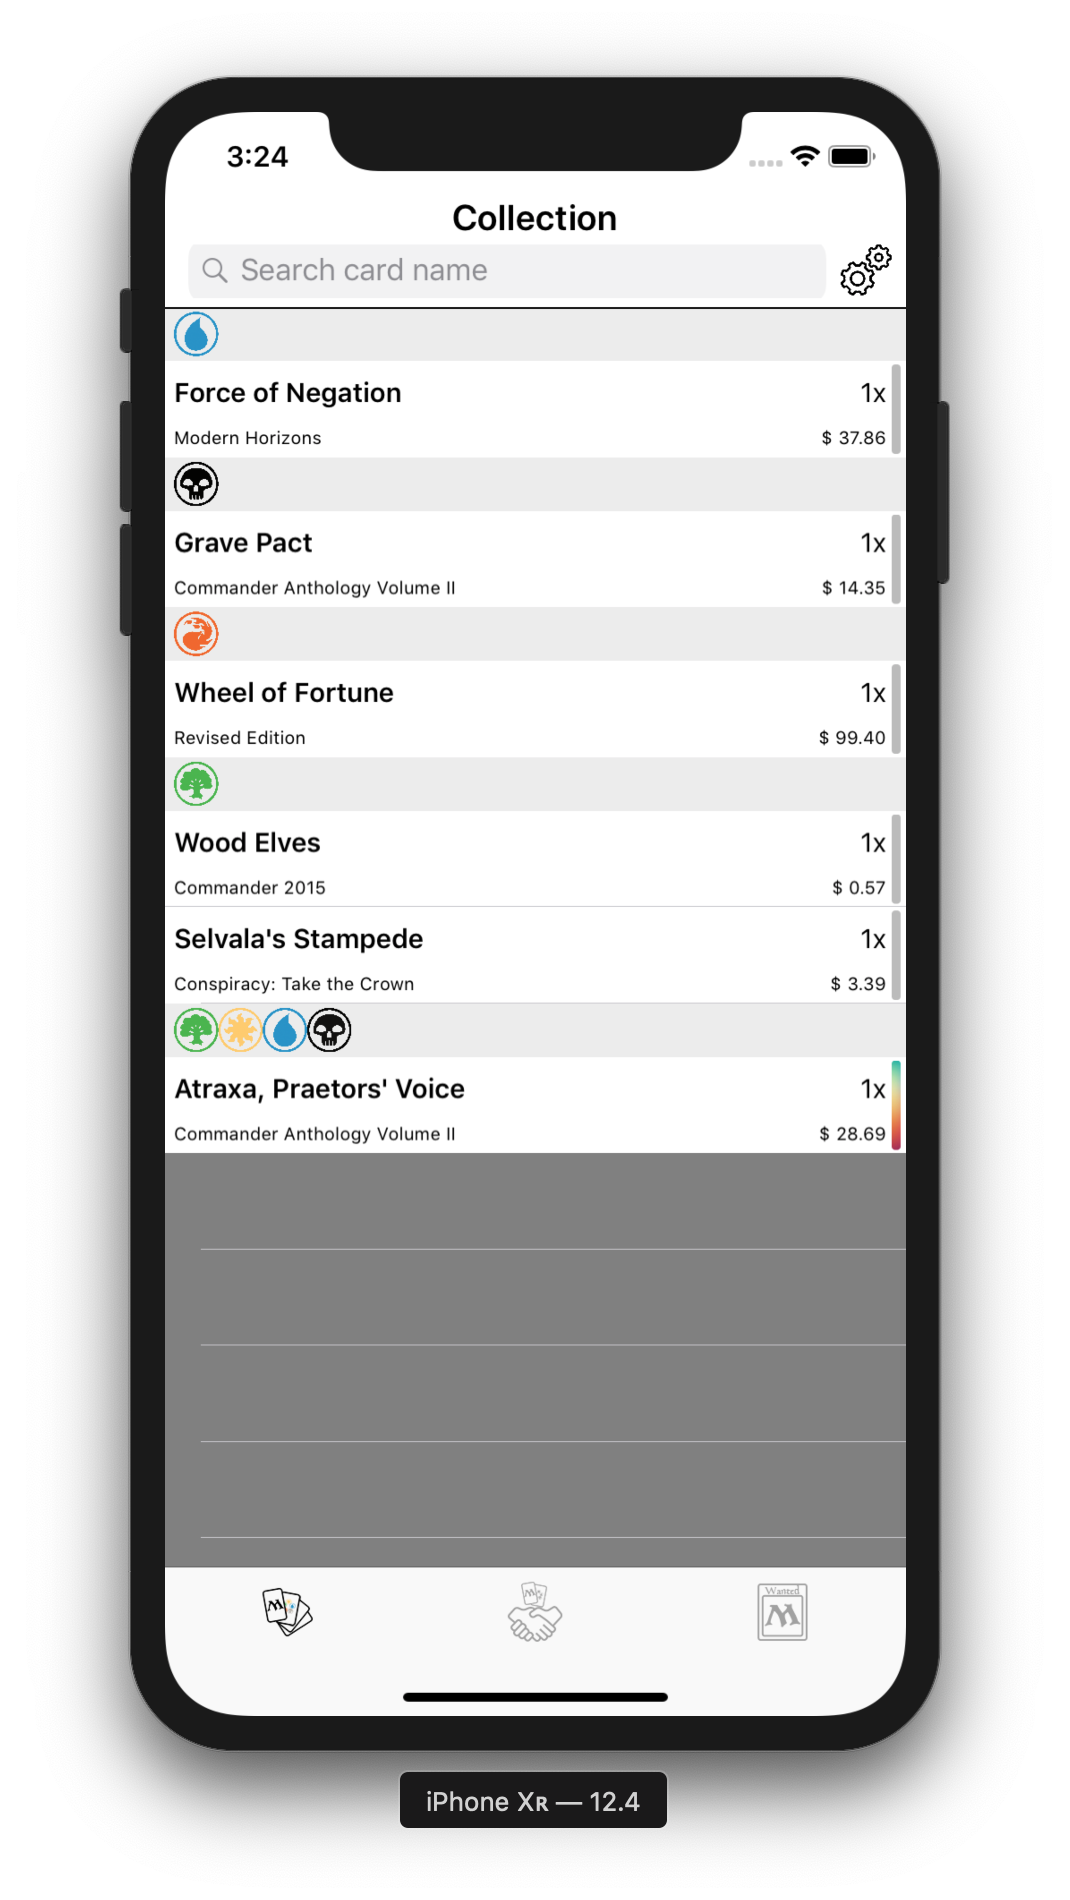 3:24
Collection
Search card name
Force of Negation 1x
Modern Horizons $ 37.86
Grave Pact 1x
Commander Anthology Volume II $ 14.35
Wheel of Fortune 1x
Revised Edition $ 99.40
Wood Elves 1x
Commander 2015 $ 0.57
Selvala's Stampede 1x
Conspiracy: Take the Crown $ 3.39
Atraxa, Praetors' Voice 1x
Commander Anthology Volume II $ 28.69
M
M
Wanted
M
iPhone Xʀ — 12.4